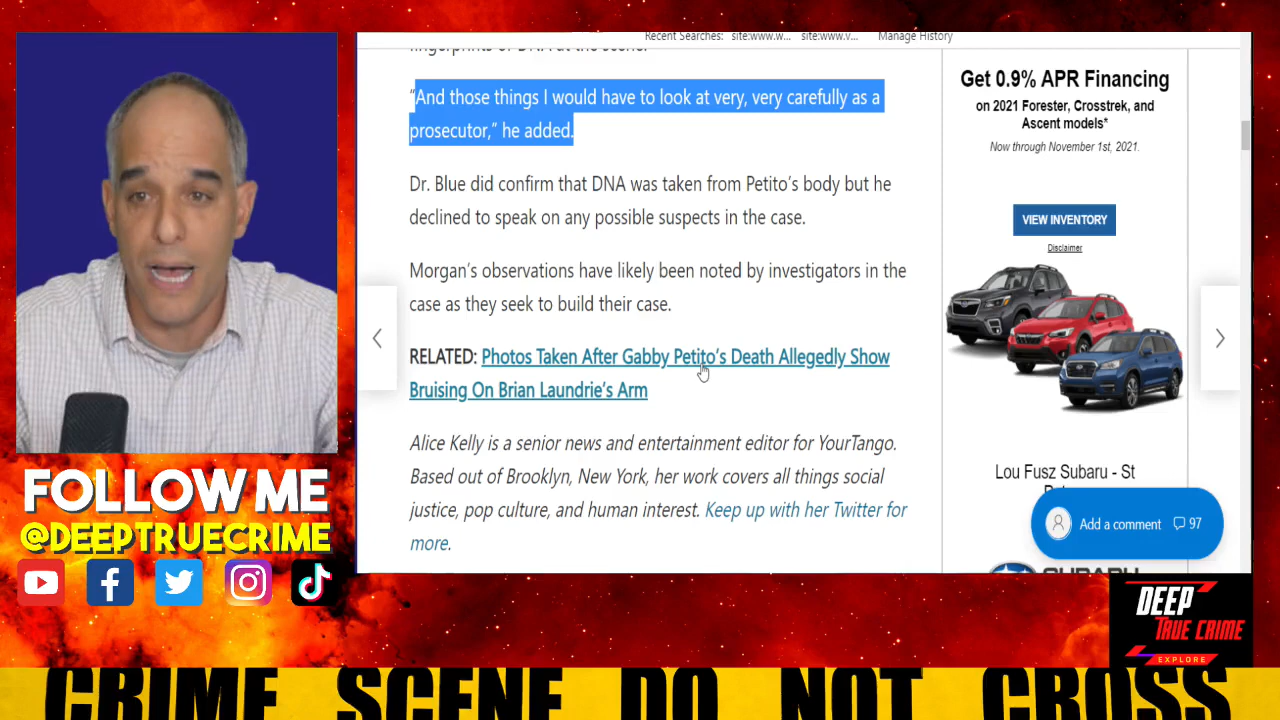 Recent Searches: site:www.w... site:www.v... Manage History
fingerprints or DNA at the scene.
“And those things I would have to look at very, very carefully as a
prosecutor,” he added.
Dr. Blue did confirm that DNA was taken from Petito’s body but he
declined to speak on any possible suspects in the case.
Morgan’s observations have likely been noted by investigators in the
case as they seek to build their case.
RELATED: Photos Taken After Gabby Petito’s Death Allegedly Show
Bruising On Brian Laundrie’s Arm
Alice Kelly is a senior news and entertainment editor for YourTango.
Based out of Brooklyn, New York, her work covers all things social
justice, pop culture, and human interest. Keep up with her Twitter for
more.
Get 0.9% APR Financing
on 2021 Forester, Crosstrek, and
Ascent models*
Now through November 1st, 2021.
VIEW INVENTORY
Disclaimer
Lou Fusz Subaru - St
Add a comment 97
SUBARU
FOLLOW ME
@DEEPTRUECRIME
DEEP
TRUE CRIME
EXPLORE
CRIME SCENE DO NOT CROSS